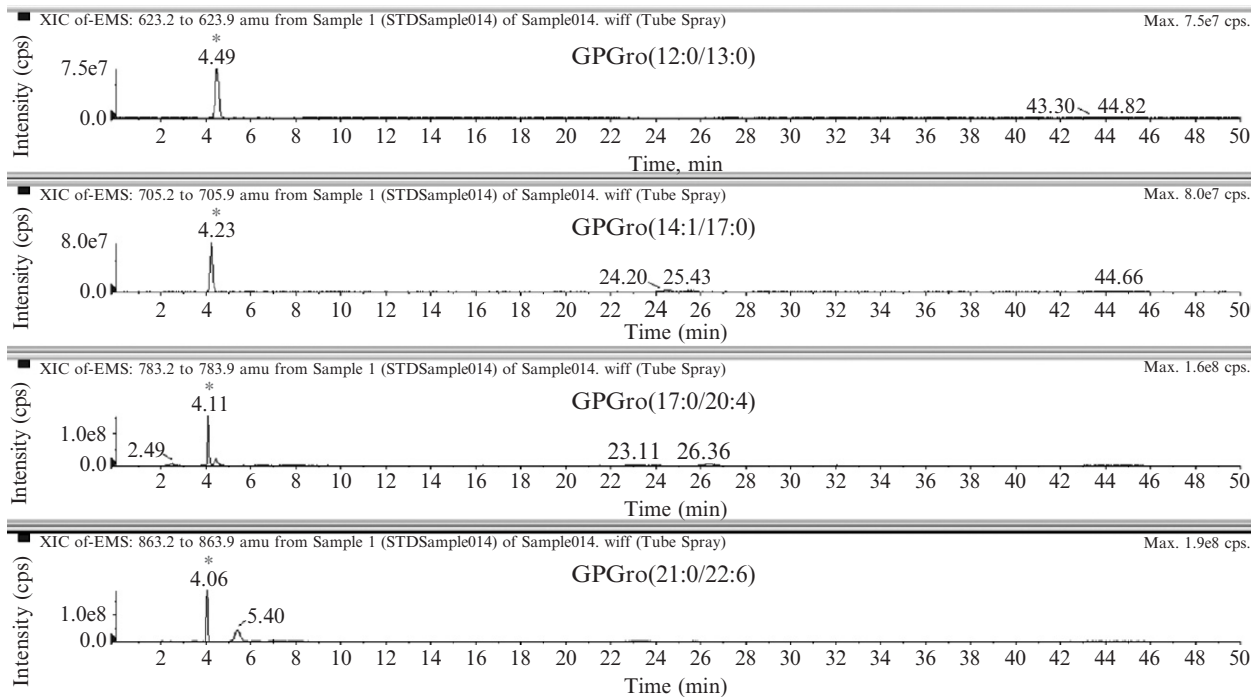 XIC of-EMS: 623.2 to 623.9 amu from Sample 1 (STDSample014) of Sample014. wiff (Tube Spray) Max. 7.5e7 cps.
*
4.49
GPGro(12:0/13:0)
7.5e7
0.0
43.30 44.82
2 4 6 8 10 12 14 16 18 20 22 24 26 28 30 32 34 36 38 40 42 44 46 48 50
Time, min
Intensity (cps)
XIC of-EMS: 705.2 to 705.9 amu from Sample 1 (STDSample014) of Sample014. wiff (Tube Spray) Max. 8.0e7 cps.
*
4.23
GPGro(14:1/17:0)
8.0e7
0.0
24.20 25.43 44.66
2 4 6 8 10 12 14 16 18 20 22 24 26 28 30 32 34 36 38 40 42 44 46 48 50
Time (min)
Intensity (cps)
XIC of-EMS: 783.2 to 783.9 amu from Sample 1 (STDSample014) of Sample014. wiff (Tube Spray) Max. 1.6e8 cps.
*
4.11
GPGro(17:0/20:4)
1.0e8
0.0
2.49 23.11 26.36
2 4 6 8 10 12 14 16 18 20 22 24 26 28 30 32 34 36 38 40 42 44 46 48 50
Time (min)
Intensity (cps)
XIC of-EMS: 863.2 to 863.9 amu from Sample 1 (STDSample014) of Sample014. wiff (Tube Spray) Max. 1.9e8 cps.
*
4.06
GPGro(21:0/22:6)
1.0e8
0.0
5.40
2 4 6 8 10 12 14 16 18 20 22 24 26 28 30 32 34 36 38 40 42 44 46 48 50
Time (min)
Intensity (cps)